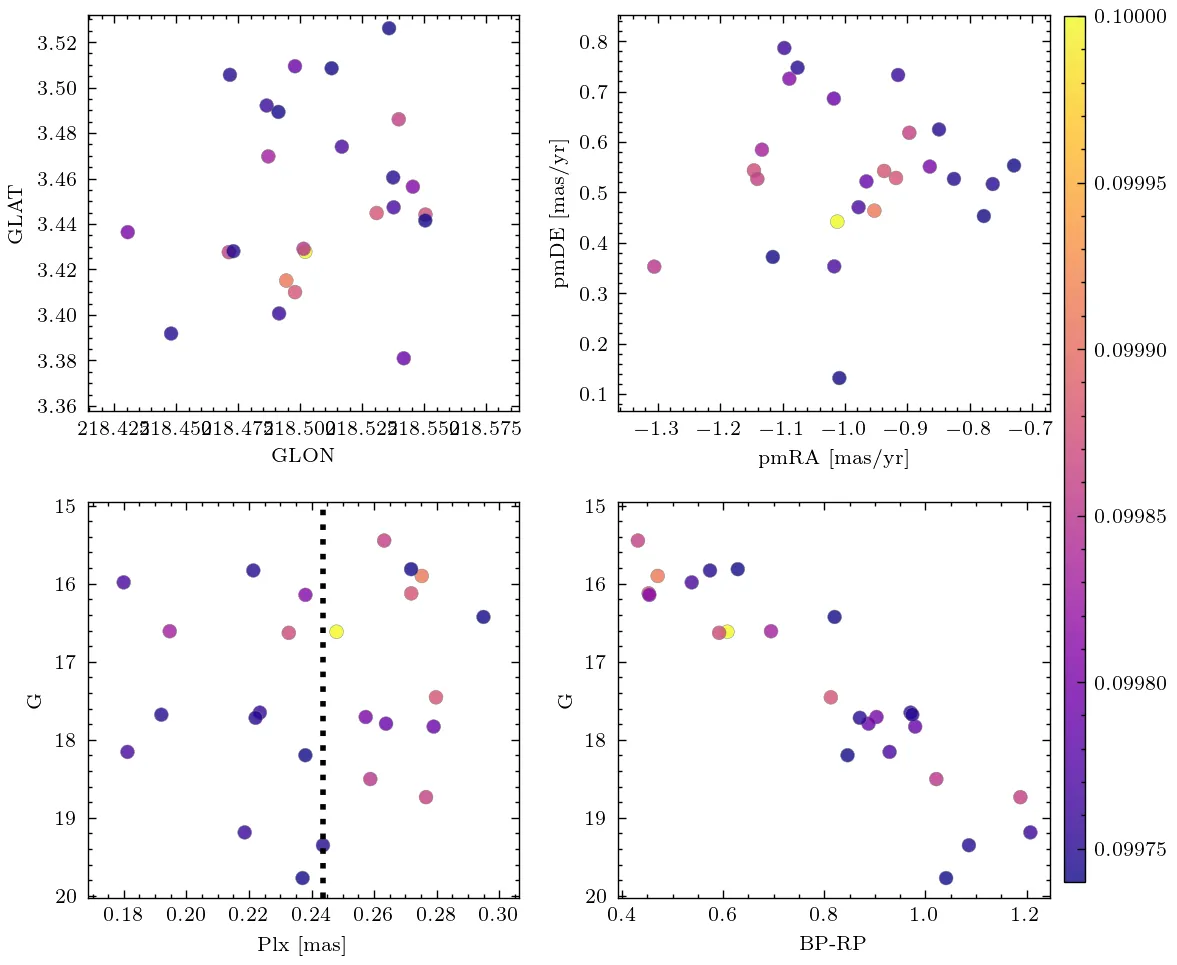 3.52
3.50
3.48
3.46
3.44
3.42
3.40
3.38
3.36
GLAT
218.425 218.450 218.475 218.500 218.525 218.550 218.575
GLON
0.8
0.7
0.6
0.5
0.4
0.3
0.2
0.1
pmDE [mas/yr]
−1.3 −1.2 −1.1 −1.0 −0.9 −0.8 −0.7
pmRA [mas/yr]
0.10000
0.09995
0.09990
0.09985
0.09980
0.09975
15
16
17
18
19
20
G
0.18 0.20 0.22 0.24 0.26 0.28 0.30
Plx [mas]
15
16
17
18
19
20
G
0.4 0.6 0.8 1.0 1.2
BP-RP